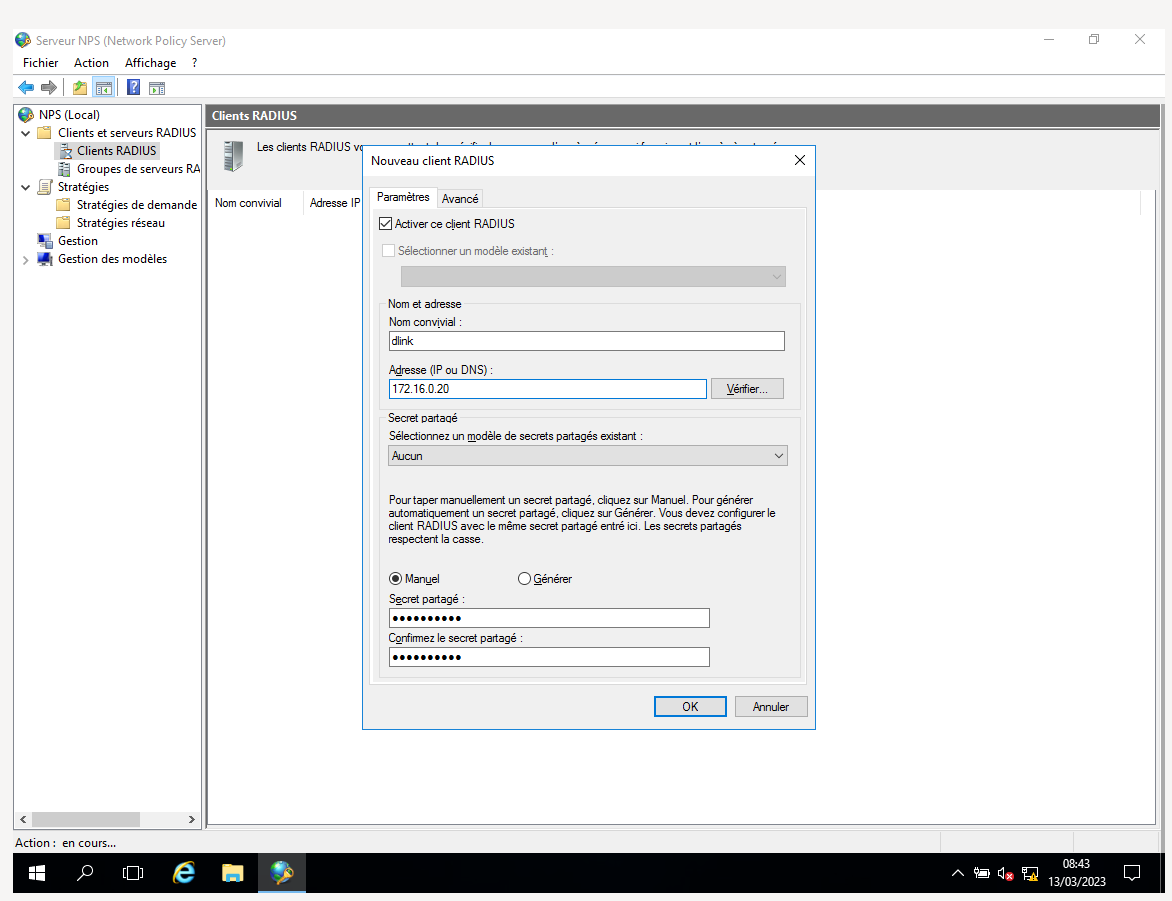 Serveur NPS (Network Policy Server)
Fichier Action Affichage ?
NPS (Local)
Clients et serveurs RADIUS
Clients RADIUS
Groupes de serveurs RA
Stratégies
Stratégies de demande
Stratégies réseau
Gestion
Gestion des modèles
Clients RADIUS
Les clients RADIUS
Nom convivial Adresse IP
Nouveau client RADIUS
Paramètres Avancé
Activer ce client RADIUS
Sélectionner un modèle existant :
Nom et adresse
Nom convivial :
dlink
Adresse (IP ou DNS) :
172.16.0.20 Vérifier...
Secret partagé
Sélectionnez un modèle de secrets partagés existant :
Aucun
Pour taper manuellement un secret partagé, cliquez sur Manuel. Pour générer
automatiquement un secret partagé, cliquez sur Générer. Vous devez configurer le
client RADIUS avec le même secret partagé entré ici. Les secrets partagés
respectent la casse.
Manuel Générer
Secret partagé :
●●●●●●●●●●
Confirmez le secret partagé :
●●●●●●●●●●
OK Annuler
Action : en cours...
08:43
13/03/2023